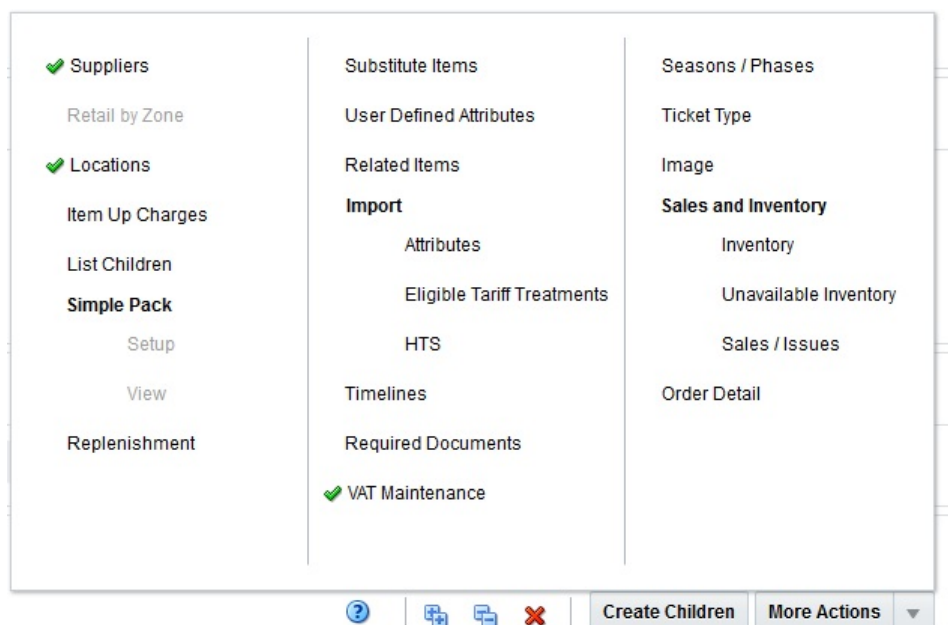 Suppliers
Retail by Zone
Locations
Item Up Charges
List Children
Simple Pack
Setup
View
Replenishment
Substitute Items
User Defined Attributes
Related Items
Import
Attributes
Eligible Tariff Treatments
HTS
Timelines
Required Documents
VAT Maintenance
Seasons / Phases
Ticket Type
Image
Sales and Inventory
Inventory
Unavailable Inventory
Sales / Issues
Order Detail
? Create Children More Actions